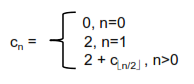 0, n=0
cₙ = 2, n=1
2 + c⌊n/2⌋ , n>0